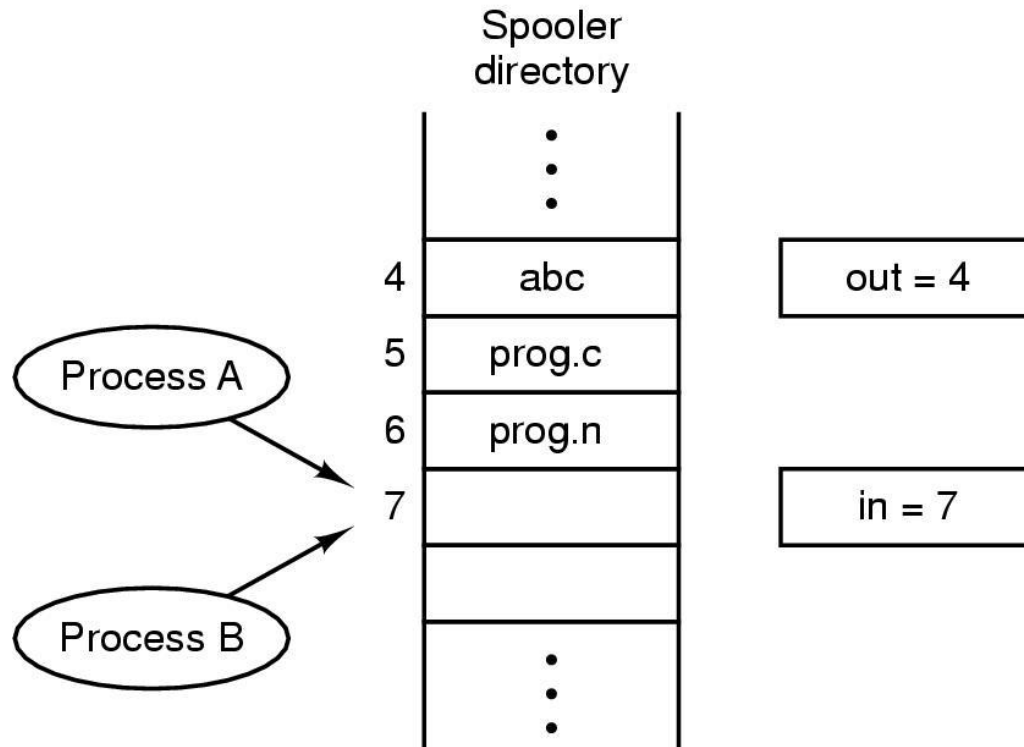 Spooler
directory
4
abc
out = 4
5
prog.c
Process A
6
prog.n
7
in = 7
Process B